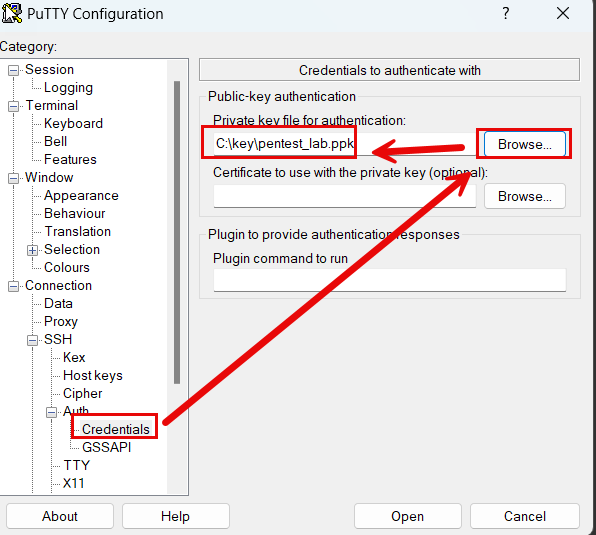 PuTTY Configuration
?
Category:
Session
Logging
Terminal
Keyboard
Bell
Features
Window
Appearance
Behaviour
Translation
Selection
Colours
Connection
Data
Proxy
SSH
Kex
Host keys
Cipher
Auth
Credentials
GSSAPI
TTY
X11
Credentials to authenticate with
Public-key authentication
Private key file for authentication:
C:\key\pentest_lab.ppk
Browse...
Certificate to use with the private key (optional):
Browse...
Plugin to provide authentication responses
Plugin command to run
About
Help
Open
Cancel